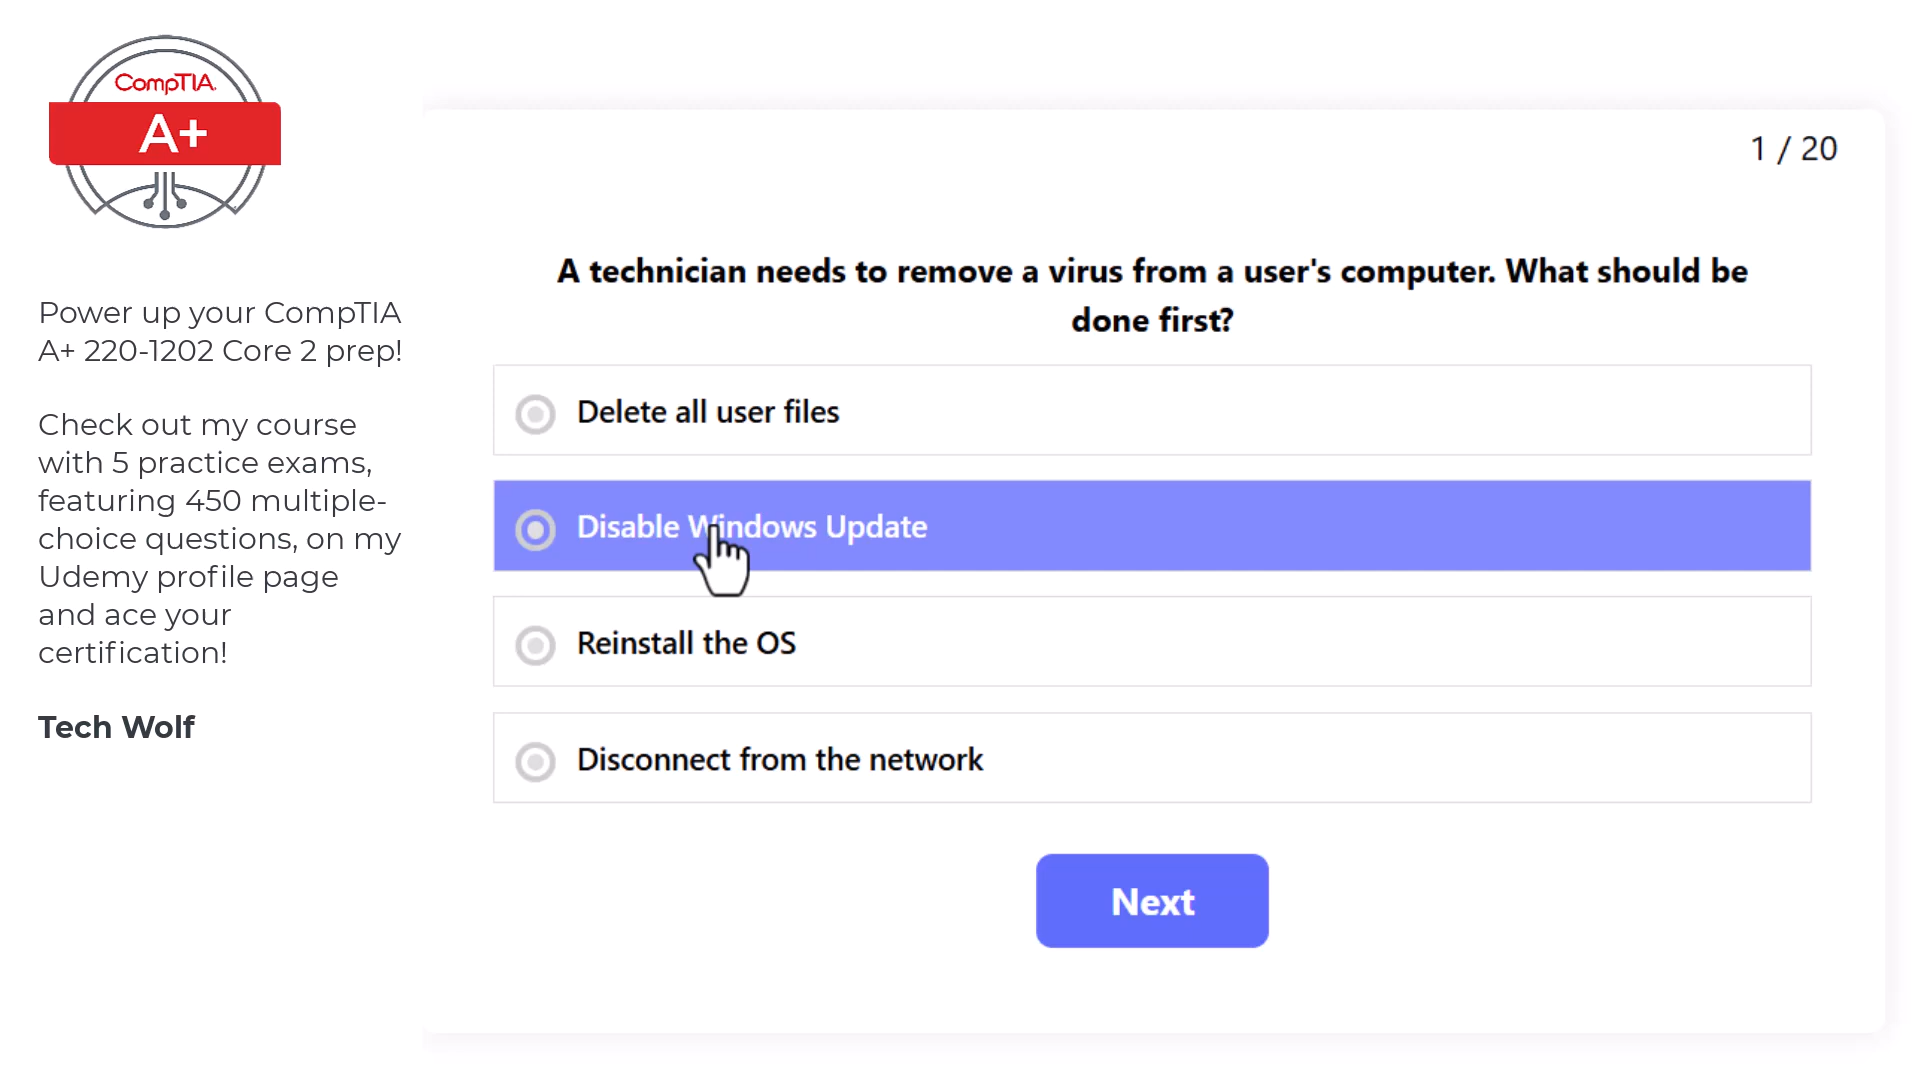 CompTIA.
A+
Power up your CompTIA
A+ 220-1202 Core 2 prep!
Check out my course
with 5 practice exams,
featuring 450 multiple-
choice questions, on my
Udemy profile page
and ace your
certification!
Tech Wolf
1 / 20
A technician needs to remove a virus from a user's computer. What should be
done first?
Delete all user files
Disable Windows Update
Reinstall the OS
Disconnect from the network
Next